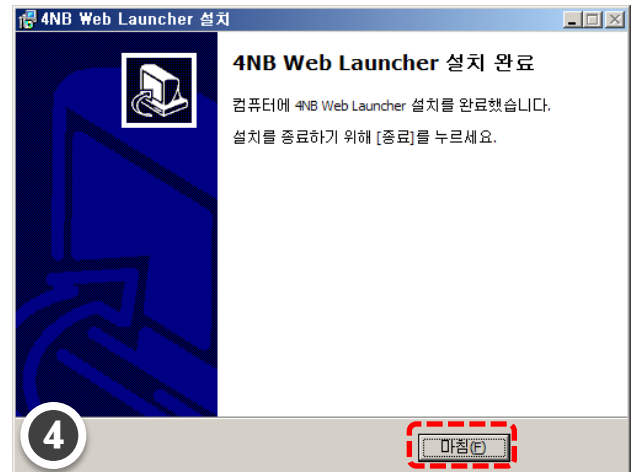 4NB Web Launcher 설치
4NB Web Launcher 설치 완료
컴퓨터에 4NB Web Launcher 설치를 완료했습니다.
설치를 종료하기 위해 [종료]를 누르세요.
4
마침(F)